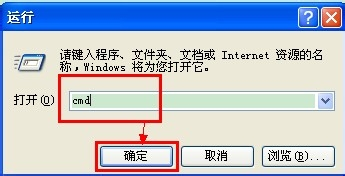 运行
请键入程序、文件夹、文档或 Internet 资源的名
称,Windows 将为您打开它。
打开(O)
cmd
确定
取消
浏览(B)...